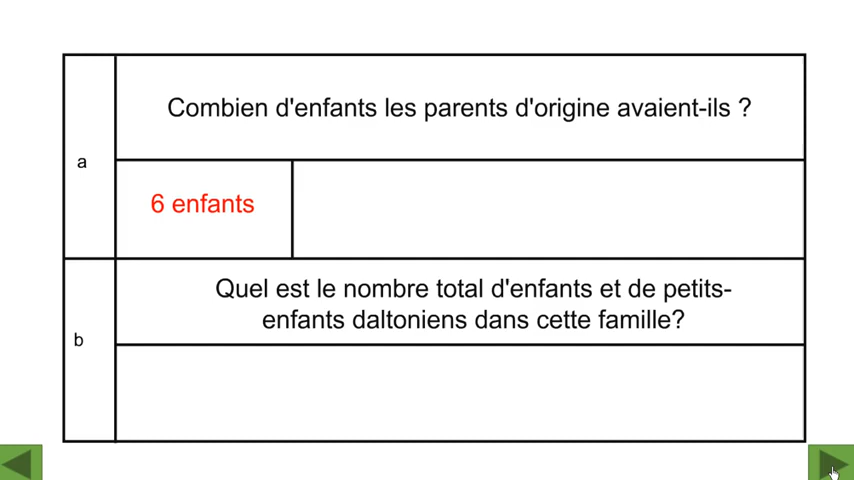 Combien d'enfants les parents d'origine avaient-ils ?
a
6 enfants
Quel est le nombre total d'enfants et de petits-
enfants daltoniens dans cette famille?
b